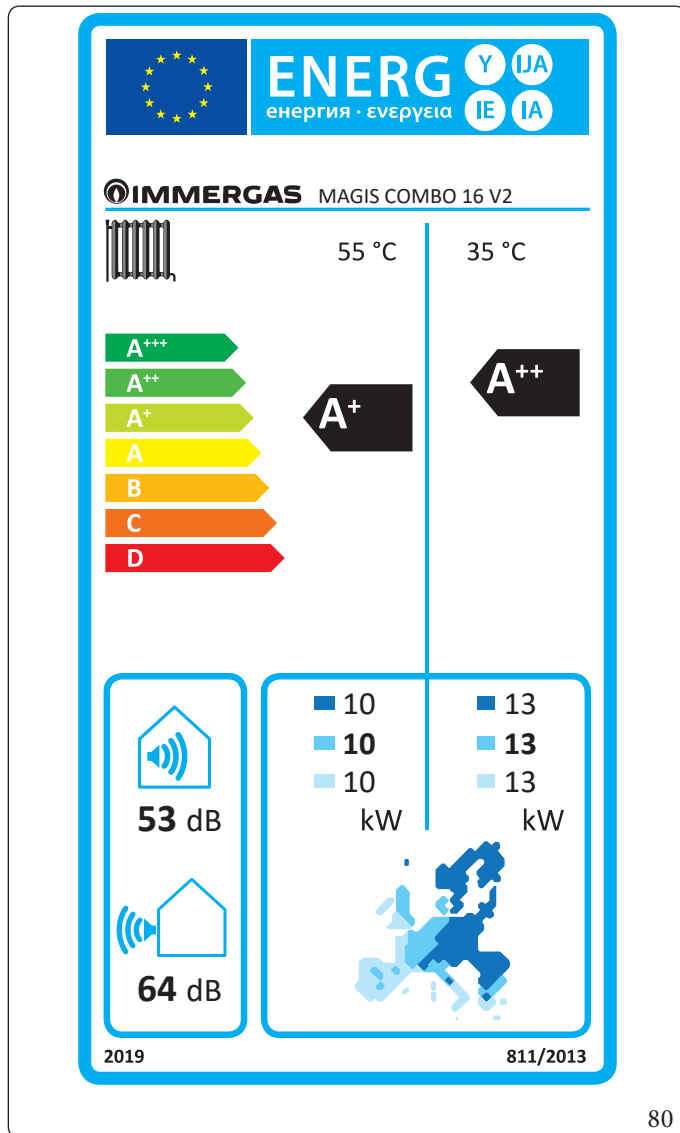 ENERG Y IJA
енергия · ενεργεια IE IA
IMMERGAS MAGIS COMBO 16 V2
55 °C 35 °C
A+++
A++
A+
A
B
C
D
A+
A++
53 dB
64 dB
10 13
10 13
10 13
kW kW
2019 811/2013
80